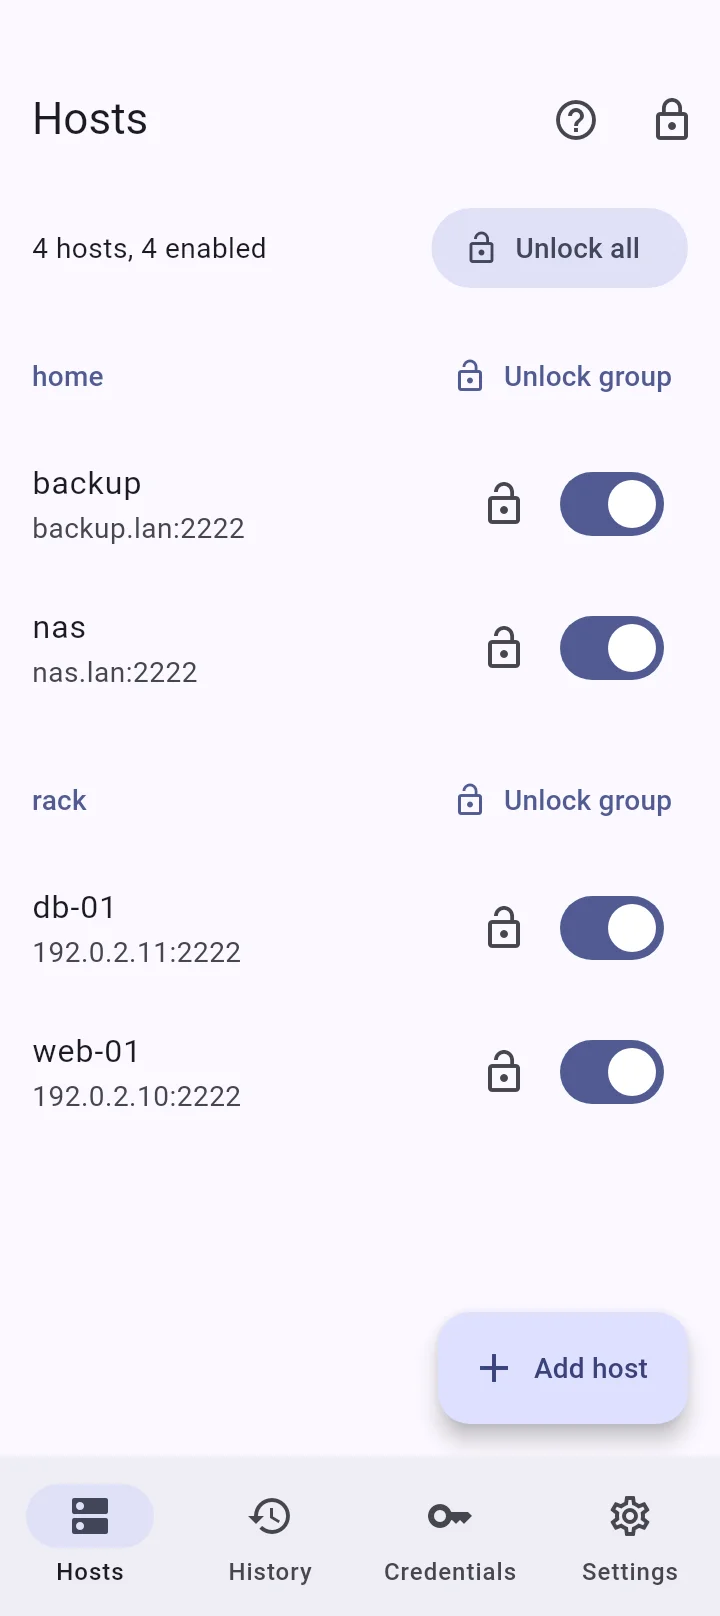 Hosts
4 hosts, 4 enabled
Unlock all
home
Unlock group
backup
backup.lan:2222
nas
nas.lan:2222
rack
Unlock group
db-01
192.0.2.11:2222
web-01
192.0.2.10:2222
Add host
Hosts
History
Credentials
Settings